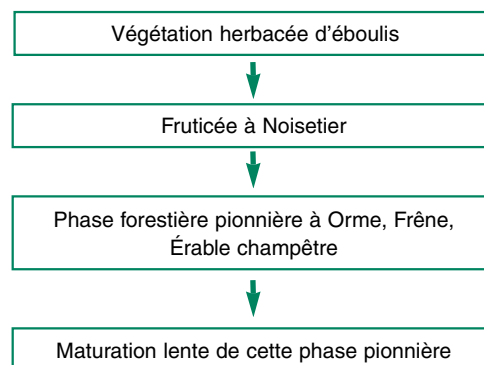 Végétation herbacée d'éboulis
Fruticée à Noisetier
Phase forestière pionnière à Orme, Frêne,
Érable champêtre
Maturation lente de cette phase pionnière